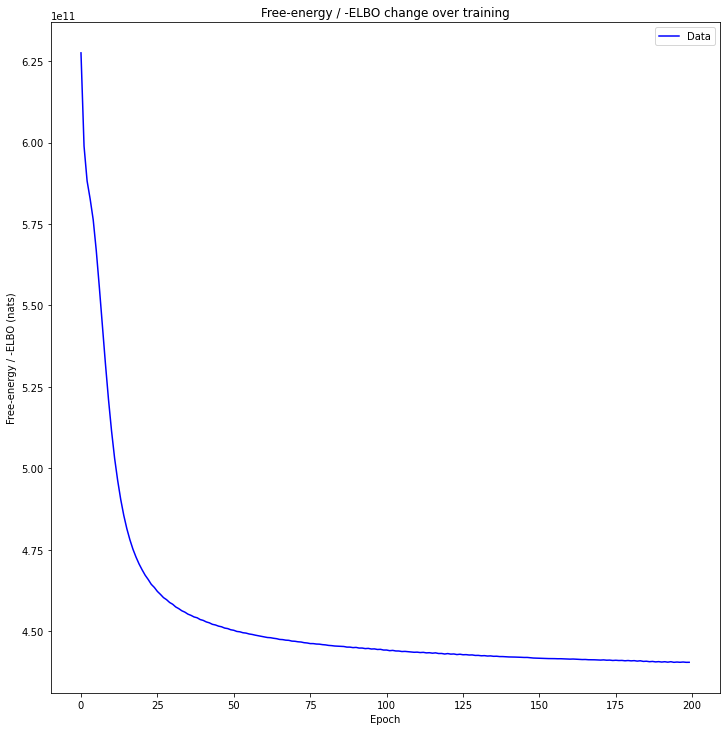 Free-energy / -ELBO change over training
1e11
Data
6.25
6.00
5.75
5.50
5.25
5.00
4.75
4.50
Free-energy / -ELBO (nats)
0 25 50 75 100 125 150 175 200
Epoch